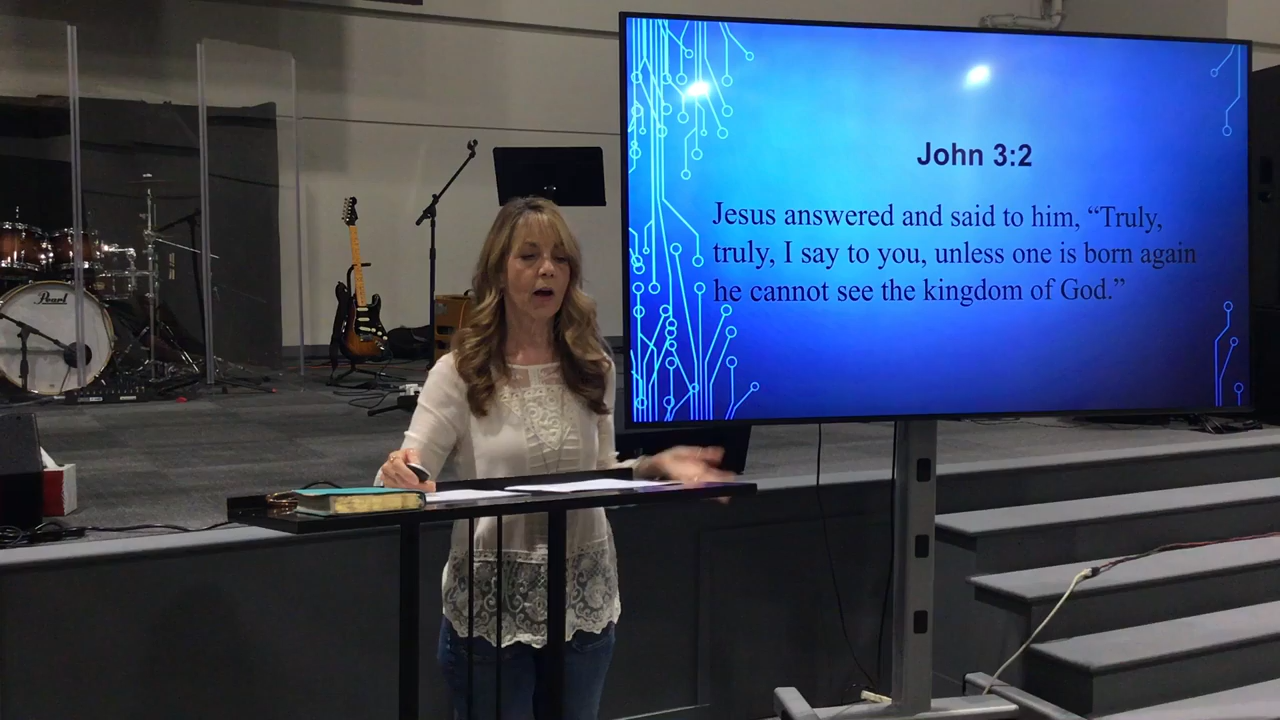 John 3:2
Jesus answered and said to him, “Truly,
truly, I say to you, unless one is born again
he cannot see the kingdom of God.”
Pearl